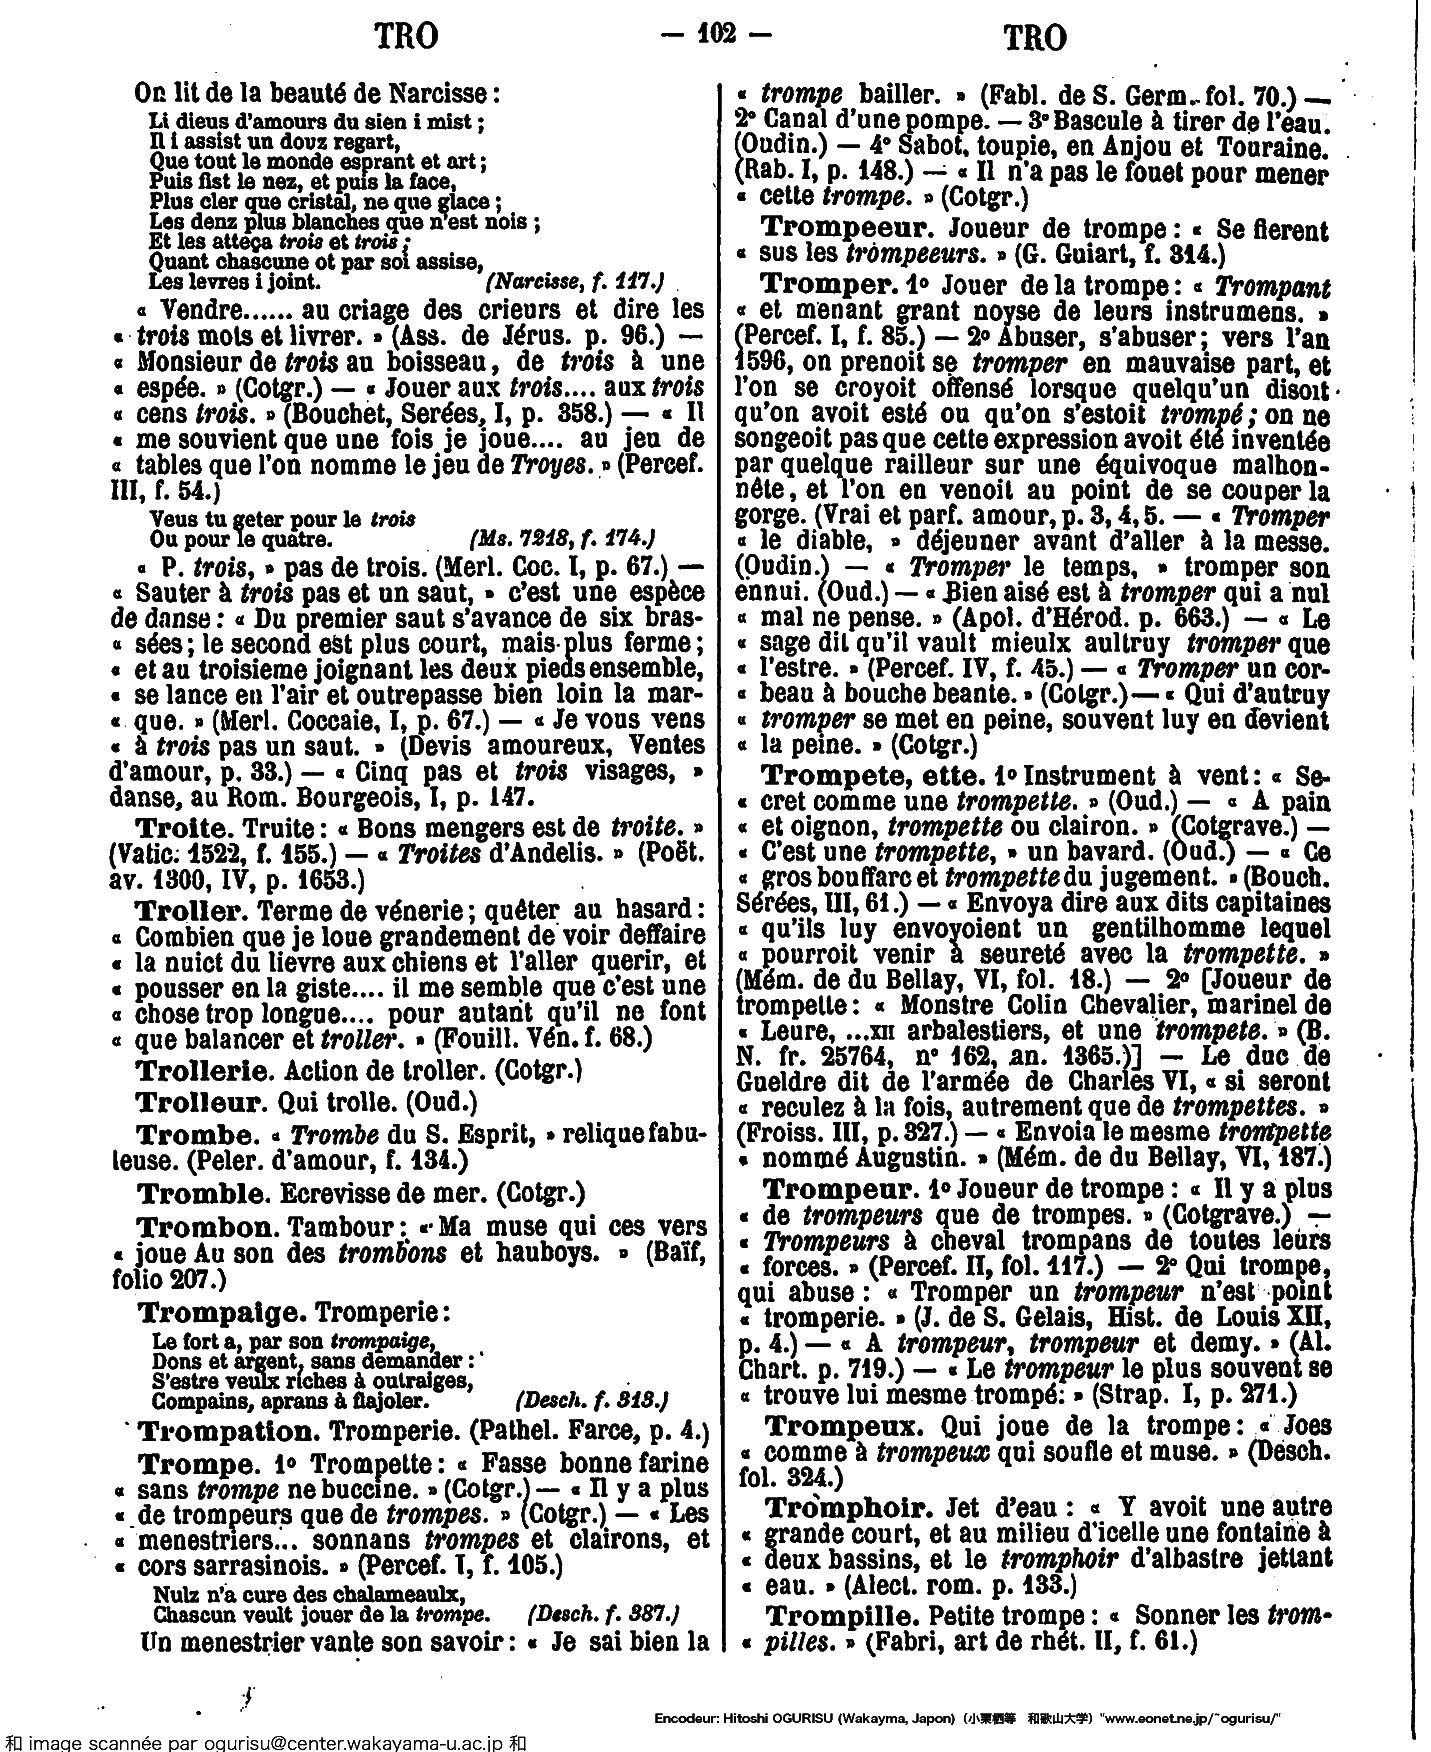 TRO — 102 — TRO
On lit de la beauté de Narcisse :
Li dieus d'amours du sien i mist ;
Il i assist un douz regart,
Que tout le monde esprant et art ;
Puis fist le nez, et puis la face,
Plus cler que cristal, ne que glace ;
Les denz plus blanches que n'est nois ;
Et les atteça trois et trois ;
Quant chascune ot par soi assise,
Les levres i joint. (Narcisse, f. 117.)
« Vendre...... au criage des crieurs et dire les
« trois mots et livrer. » (Ass. de Jérus. p. 96.) —
« Monsieur de trois au boisseau, de trois à une
« espée. » (Cotgr.) — « Jouer aux trois.... aux trois
« cens trois. » (Bouchet, Serées, I, p. 358.) — « Il
« me souvient que une fois je joue.... au jeu de
« tables que l'on nomme le jeu de Troyes. » (Percef.
III, f. 54.)
Veus tu geter pour le trois
Ou pour le quatre. (Ms. 7218, f. 174.)
« P. trois, » pas de trois. (Merl. Coc. I, p. 67.) —
« Sauter à trois pas et un saut, » c'est une espèce
de danse : « Du premier saut s'avance de six bras-
« sées ; le second est plus court, mais plus ferme ;
« et au troisieme joignant les deux pieds ensemble,
« se lance en l'air et outrepasse bien loin la mar-
« que. » (Merl. Coccaie, I, p. 67.) — « Je vous vens
« à trois pas un saut. » (Devis amoureux, Ventes
d'amour, p. 33.) — « Cinq pas et trois visages, »
danse, au Rom. Bourgeois, I, p. 147.
Troite. Truite : « Bons mengers est de troite. »
(Vatic. 1522, f. 155.) — « Troites d'Andelis. » (Poët.
av. 1300, IV, p. 1653.)
Troller. Terme de vénerie ; quêter au hasard :
« Combien que je loue grandement de voir deffaire
« la nuict du lievre aux chiens et l'aller querir, et
« pousser en la giste.... il me semble que c'est une
« chose trop longue.... pour autant qu'il ne font
« que balancer et troller. » (Fouill. Vén. f. 68.)
Trollerie. Action de troller. (Cotgr.)
Trolleur. Qui trolle. (Oud.)
Trombe. « Trombe du S. Esprit, » relique fabu-
leuse. (Peler. d'amour, f. 134.)
Tromble. Ecrevisse de mer. (Cotgr.)
Trombon. Tambour : « Ma muse qui ces vers
« joue Au son des trombons et hauboys. » (Baïf,
folio 207.)
Trompaige. Tromperie :
Le fort a, par son trompaige,
Dons et argent, sans demander :
S'estre veulx riches à outraiges,
Compains, aprans à flajoler. (Desch. f. 313.)
Trompation. Tromperie. (Pathel. Farce, p. 4.)
Trompe. 1º Trompette : « Fasse bonne farine
« sans trompe ne buccine. » (Cotgr.) — « Il y a plus
« de trompeurs que de trompes. » (Cotgr.) — « Les
« menestriers... sonnans trompes et clairons, et
« cors sarrasinois. » (Percef. I, f. 105.)
Nulz n'a cure des chalameaulx,
Chascun veult jouer de la trompe. (Desch. f. 387.)
Un menestrier vante son savoir : « Je sai bien la
« trompe bailler. » (Fabl. de S. Germ. fol. 70.) —
2º Canal d'une pompe. — 3º Bascule à tirer de l'eau.
(Oudin.) — 4º Sabot, toupie, en Anjou et Touraine.
(Rab. I, p. 148.) — « Il n'a pas le fouet pour mener
« cette trompe. » (Cotgr.)
Trompeeur. Joueur de trompe : « Se fierent
« sus les trompeeurs. » (G. Guiart, f. 314.)
Tromper. 1º Jouer de la trompe : « Trompant
« et menant grant noyse de leurs instrumens. »
(Percef. I, f. 85.) — 2º Abuser, s'abuser ; vers l'an
1596, on prenoit se tromper en mauvaise part, et
l'on se croyoit offensé lorsque quelqu'un disoit
qu'on avoit esté ou qu'on s'estoit trompé ; on ne
songeoit pas que cette expression avoit été inventée
par quelque railleur sur une équivoque malhon-
nête, et l'on en venoit au point de se couper la
gorge. (Vrai et parf. amour, p. 3, 4, 5. — « Tromper
« le diable, » déjeuner avant d'aller à la messe.
(Oudin.) — « Tromper le temps, » tromper son
ennui. (Oud.) — « Bien aisé est à tromper qui a nul
« mal ne pense. » (Apol. d'Hérod. p. 663.) — « Le
« sage dit qu'il vault mieulx aultruy tromper que
« l'estre. » (Percef. IV, f. 45.) — « Tromper un cor-
« beau à bouche beante. » (Cotgr.) — « Qui d'autruy
« tromper se met en peine, souvent luy en devient
« la peine. » (Cotgr.)
Trompete, ette. 1º Instrument à vent : « Se-
« cret comme une trompette. » (Oud.) — « A pain
« et oignon, trompette ou clairon. » (Cotgrave.) —
« C'est une trompette, » un bavard. (Oud.) — « Ce
« gros bouffarc et trompette du jugement. » (Bouch.
Sérées, III, 61.) — « Envoya dire aux dits capitaines
« qu'ils luy envoyoient un gentilhomme lequel
« pourroit venir à seureté avec la trompette. »
(Mém. de du Bellay, VI, fol. 18.) — 2º [Joueur de
trompette : « Monstre Colin Chevalier, marinel de
« Leure, ...XII arbalestiers, et une trompete. » (B.
N. fr. 25764, nº 162, an. 1365.)] — Le duc de
Gueldre dit de l'armée de Charles VI, « si seront
« reculez à la fois, autrement que de trompettes. »
(Froiss. III, p. 327.) — « Envoia le mesme trompette
« nommé Augustin. » (Mém. de du Bellay, VI, 187.)
Trompeur. 1º Joueur de trompe : « Il y a plus
« de trompeurs que de trompes. » (Cotgrave.) —
« Trompeurs à cheval trompans de toutes leurs
« forces. » (Percef. II, fol. 117.) — 2º Qui trompe,
qui abuse : « Tromper un trompeur n'est point
« tromperie. » (J. de S. Gelais, Hist. de Louis XII,
p. 4.) — « A trompeur, trompeur et demy. » (Al.
Chart. p. 719.) — « Le trompeur le plus souvent se
« trouve lui mesme trompé. » (Strap. I, p. 271.)
Trompeux. Qui joue de la trompe : « Joes
« comme à trompeux qui soufle et muse. » (Desch.
fol. 324.)
Tromphoir. Jet d'eau : « Y avoit une autre
« grande court, et au milieu d'icelle une fontaine à
« deux bassins, et le tromphoir d'albastre jettant
« eau. » (Alect. rom. p. 133.)
Trompille. Petite trompe : « Sonner les trom-
« pilles. » (Fabri, art de rhét. II, f. 61.)
Encodeur: Hitoshi OGURISU (Wakayma, Japon)（小栗栖等　和歌山大学）"www.eonet.ne.jp/~ogurisu/"
和 image scannée par ogurisu@center.wakayama-u.ac.jp 和